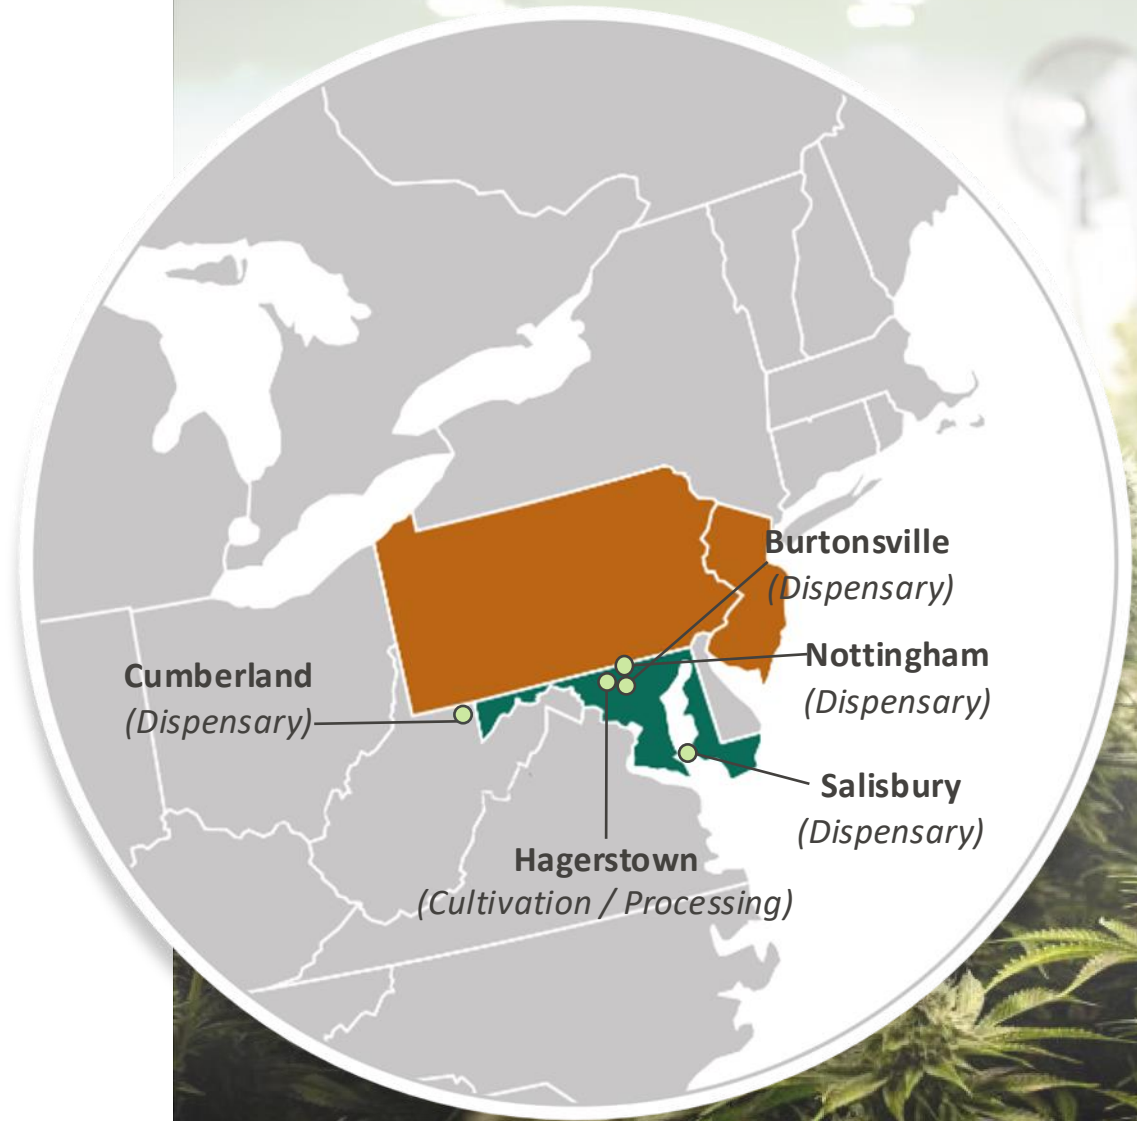 Burtonsville
(Dispensary)
Nottingham
(Dispensary)
Cumberland
(Dispensary)
Salisbury
(Dispensary)
Hagerstown
(Cultivation / Processing)